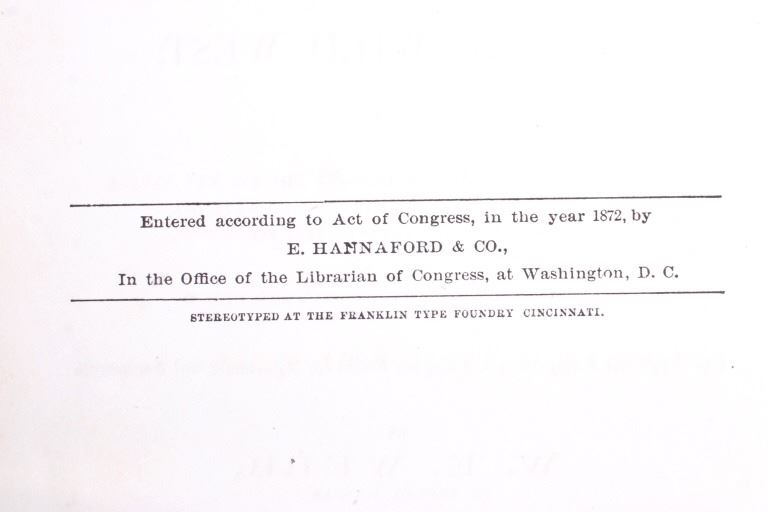 Entered according to Act of Congress, in the year 1872, by
E. HANNAFORD & CO.,
In the Office of the Librarian of Congress, at Washington, D. C.
STEREOTYPED AT THE FRANKLIN TYPE FOUNDRY CINCINNATI.